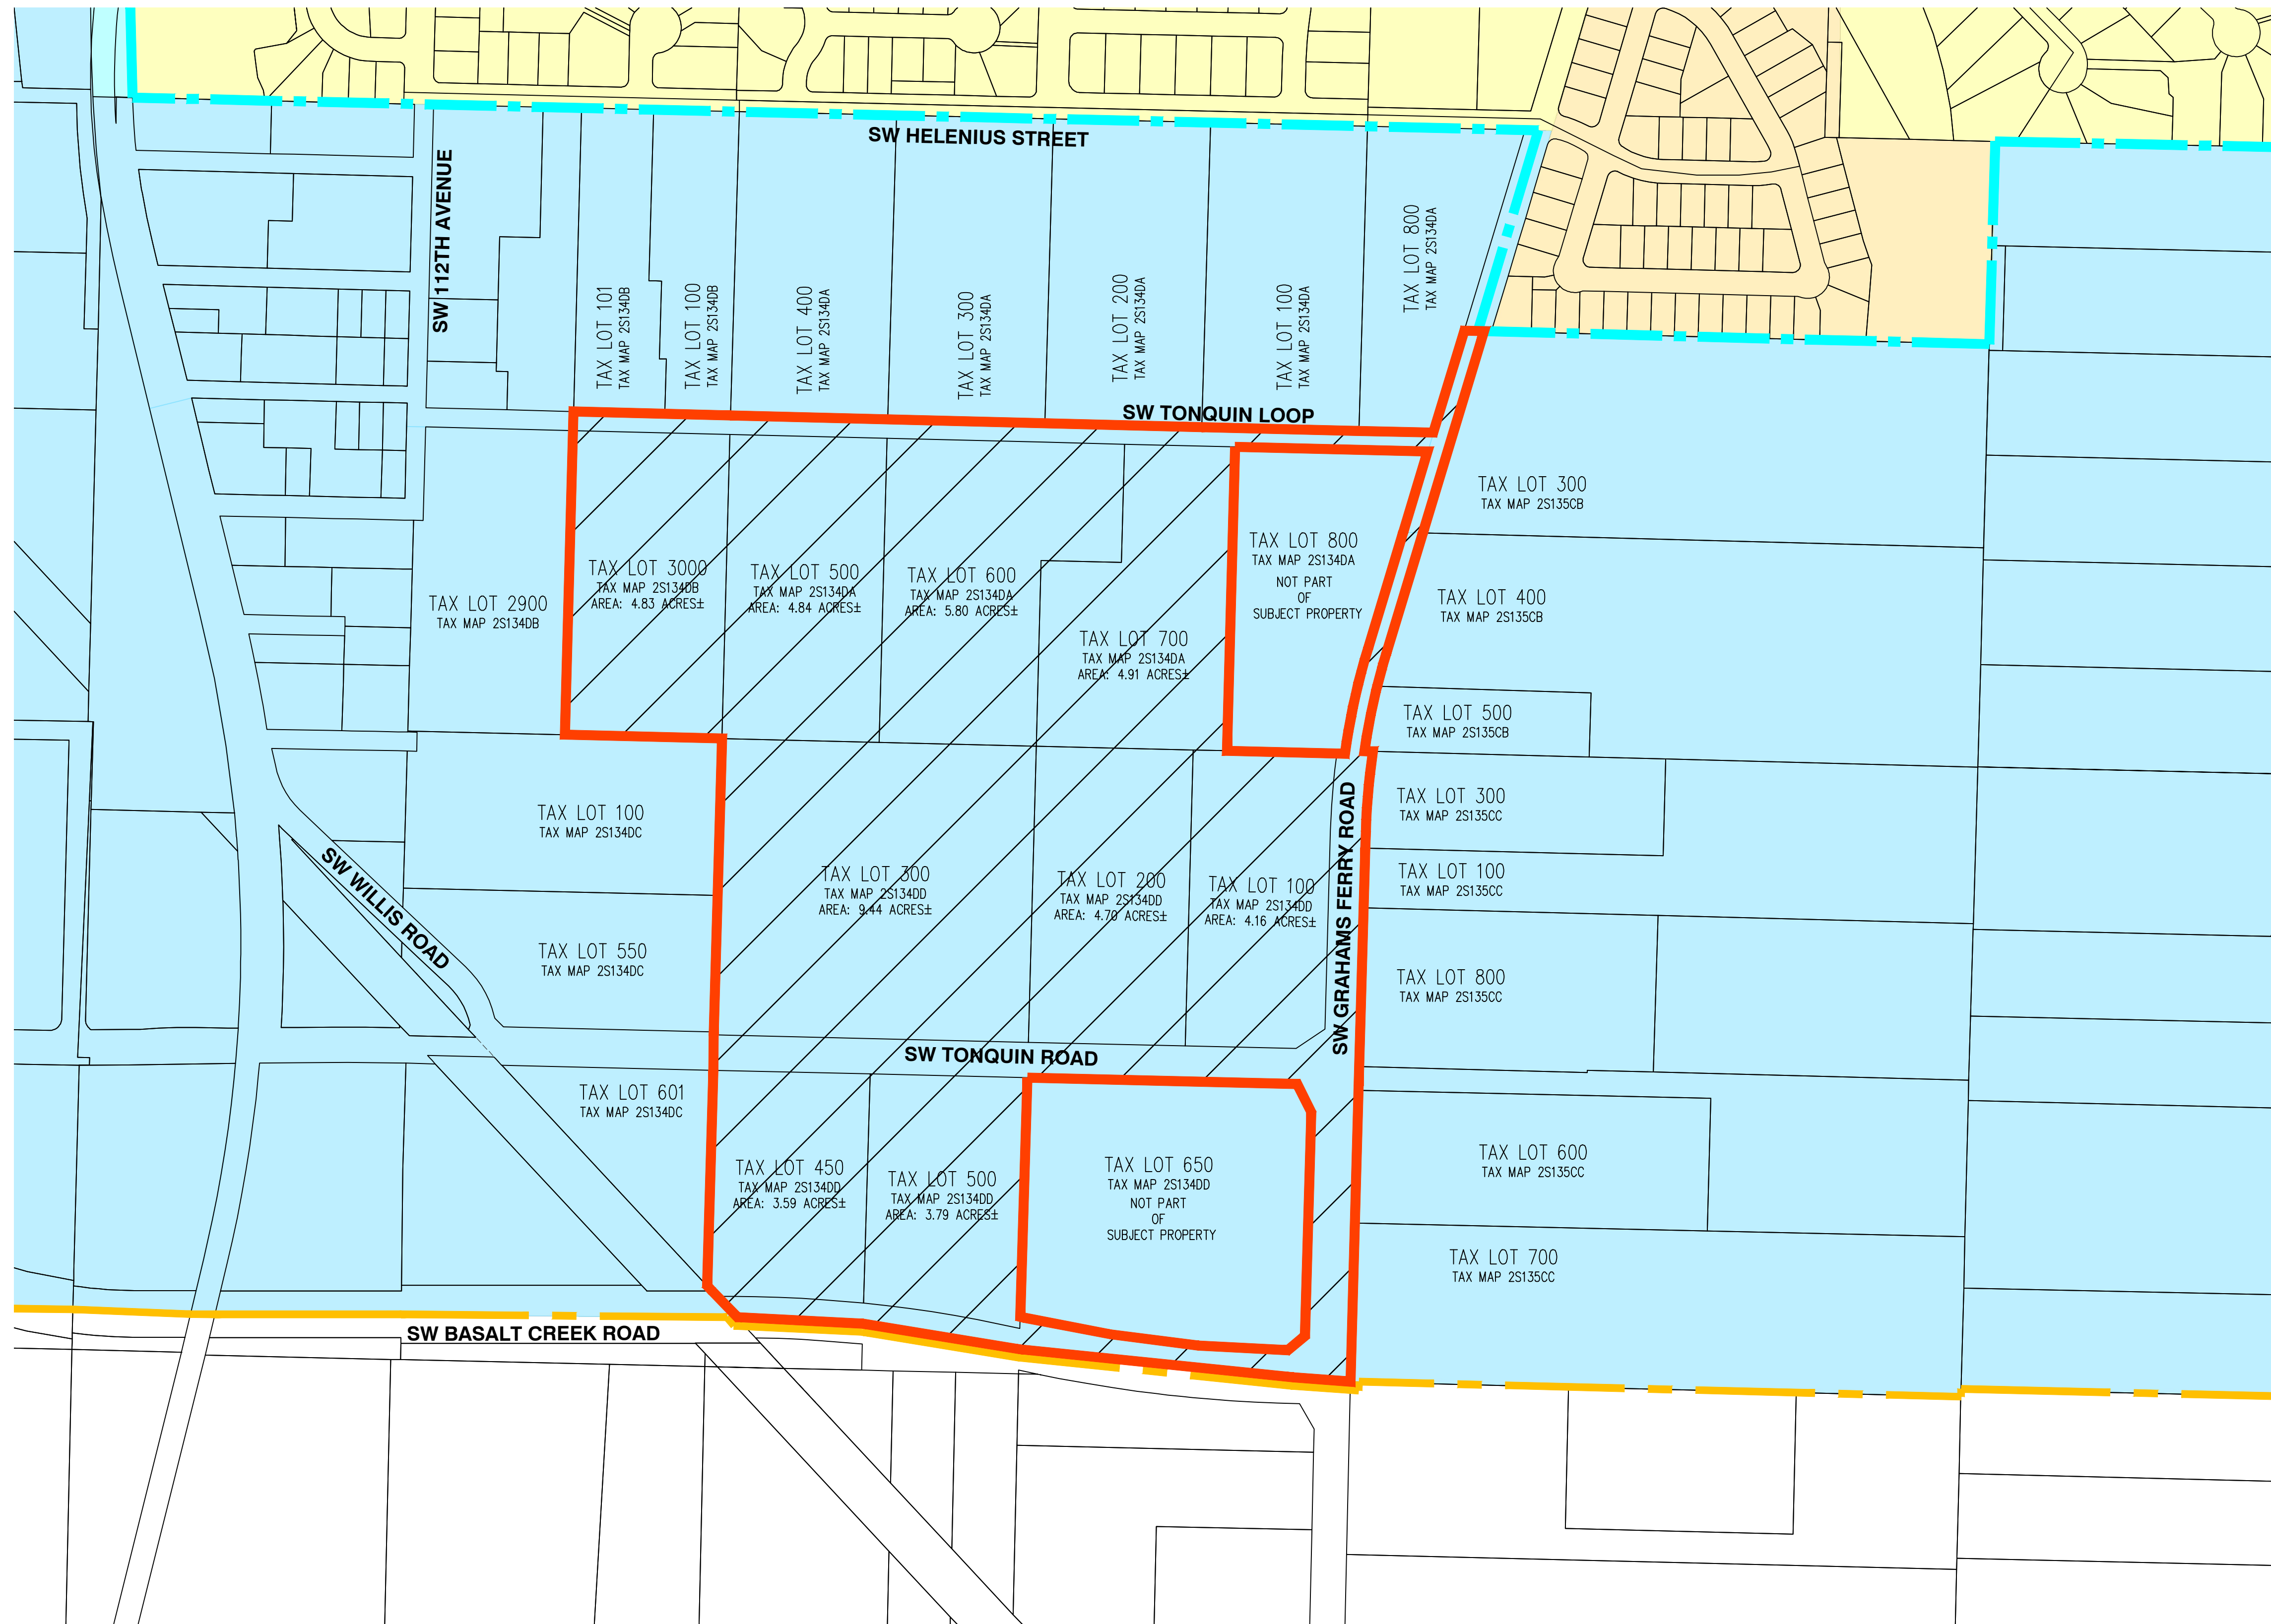 SW HELENIUS STREET
SW 112TH AVENUE
TAX LOT 101
TAX MAP 2S134DB
TAX LOT 100
TAX MAP 2S134DB
TAX LOT 400
TAX MAP 2S134DA
TAX LOT 300
TAX MAP 2S134DA
TAX LOT 200
TAX MAP 2S134DA
TAX LOT 100
TAX MAP 2S134DA
TAX LOT 800
TAX MAP 2S134DA
SW TONQUIN LOOP
TAX LOT 300
TAX MAP 2S135CB
TAX LOT 2900
TAX MAP 2S134DB
TAX LOT 3000
TAX MAP 2S134DB
AREA: 4.83 ACRES±
TAX LOT 500
TAX MAP 2S134DA
AREA: 4.84 ACRES±
TAX LOT 600
TAX MAP 2S134DA
AREA: 5.80 ACRES±
TAX LOT 700
TAX MAP 2S134DA
AREA: 4.91 ACRES±
TAX LOT 800
TAX MAP 2S134DA
NOT PART
OF
SUBJECT PROPERTY
TAX LOT 400
TAX MAP 2S135CB
TAX LOT 500
TAX MAP 2S135CB
TAX LOT 100
TAX MAP 2S134DC
TAX LOT 300
TAX MAP 2S135CC
SW GRAHAMS FERRY ROAD
TAX LOT 300
TAX MAP 2S134DD
AREA: 9.44 ACRES±
TAX LOT 200
TAX MAP 2S134DD
AREA: 4.70 ACRES±
TAX LOT 100
TAX MAP 2S134DD
AREA: 4.16 ACRES±
TAX LOT 100
TAX MAP 2S135CC
SW WILLIS ROAD
TAX LOT 550
TAX MAP 2S134DC
TAX LOT 800
TAX MAP 2S135CC
SW TONQUIN ROAD
TAX LOT 601
TAX MAP 2S134DC
TAX LOT 450
TAX MAP 2S134DD
AREA: 3.59 ACRES±
TAX LOT 500
TAX MAP 2S134DD
AREA: 3.79 ACRES±
TAX LOT 650
TAX MAP 2S134DD
NOT PART
OF
SUBJECT PROPERTY
TAX LOT 600
TAX MAP 2S135CC
TAX LOT 700
TAX MAP 2S135CC
SW BASALT CREEK ROAD